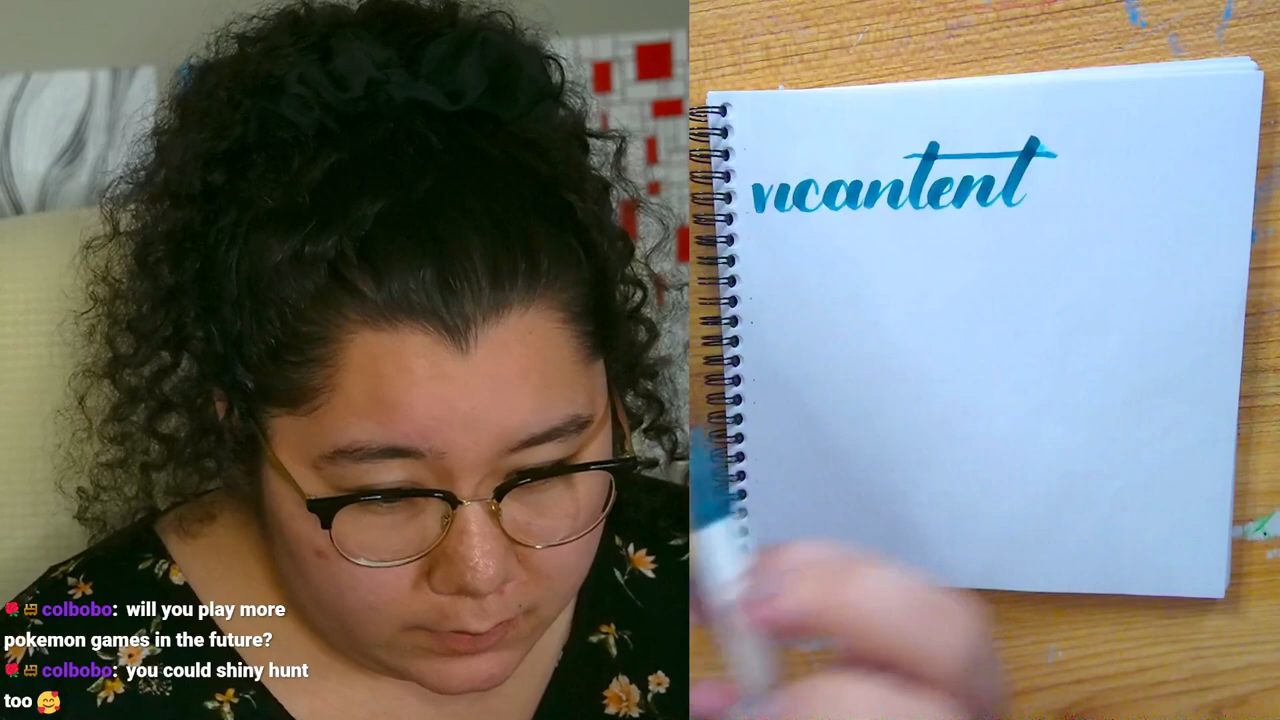 colbobo: will you play more
pokemon games in the future?
colbobo: you could shiny hunt
too 🥰
vicantent